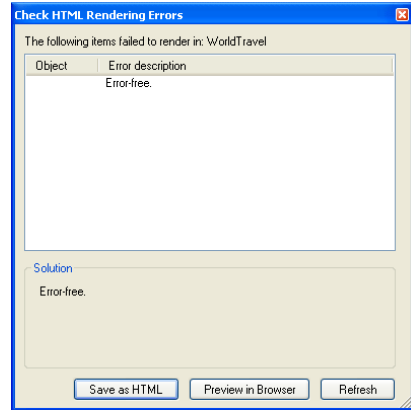 Check HTML Rendering Errors
The following items failed to render in: WorldTravel
Object Error description
Error-free.
Solution
Error-free.
Save as HTML Preview in Browser Refresh